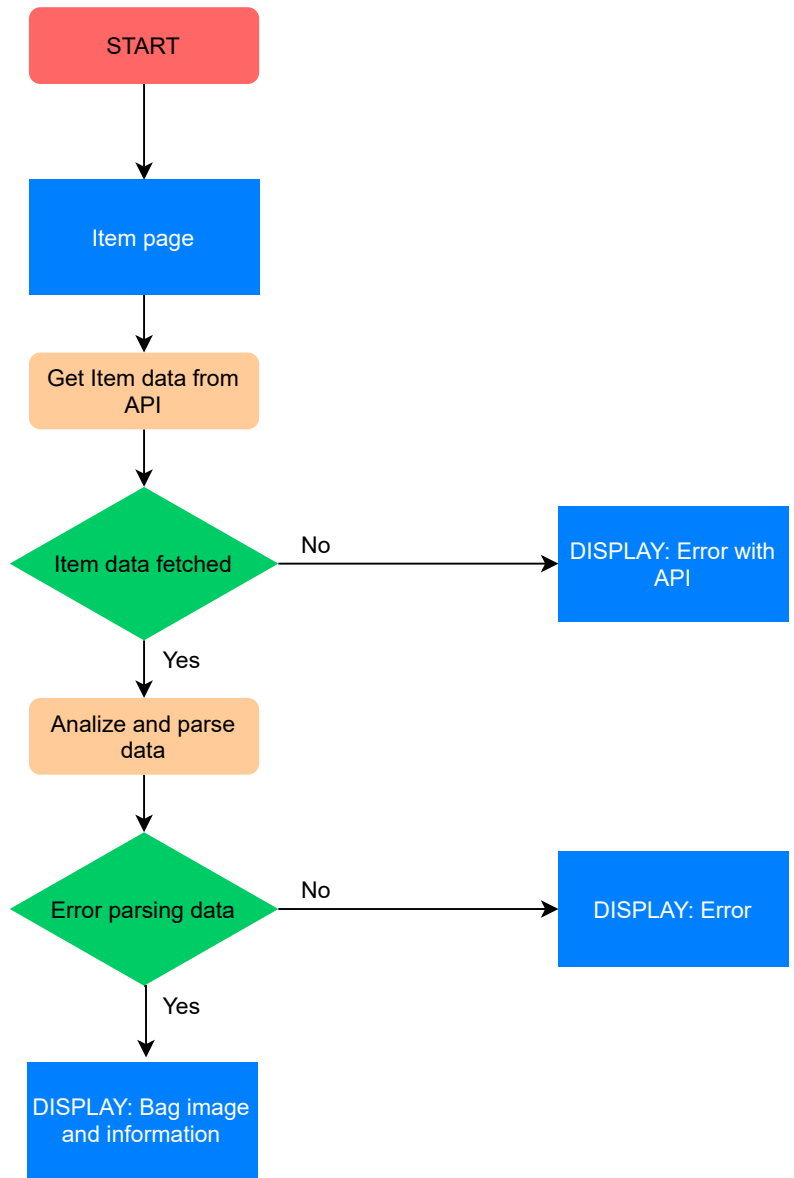 START
Item page
Get Item data from
API
Item data fetched
No
DISPLAY: Error with
API
Yes
Analize and parse
data
Error parsing data
No
DISPLAY: Error
Yes
DISPLAY: Bag image
and information